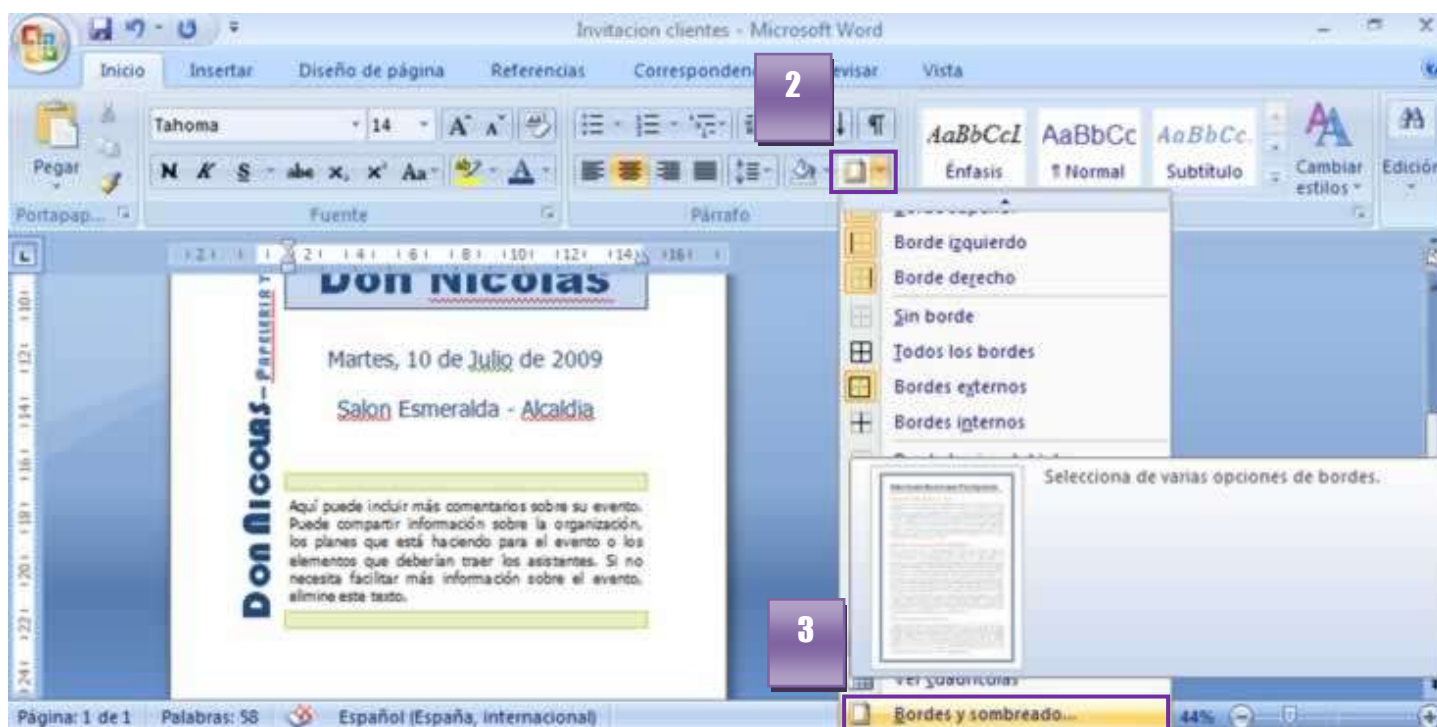 Invitacion clientes - Microsoft Word
Inicio Insertar Diseño de página Referencias Vista
2
Tahoma 14
AaBbCcI AaBbCc AaBbCc.
Pegar N K S abc x, x² Aa A
Énfasis ¶ Normal Subtítulo Cambiar estilos Edición
Portapap... Fuente Párrafo
Borde izquierdo
Borde derecho
Sin borde
Todos los bordes
Bordes externos
Bordes internos
Don Nicolas
Martes, 10 de Julio de 2009
Salon Esmeralda - Alcaldia
Don Nicolas – Papeleria y
Aquí puede incluir más comentarios sobre su evento.
Puede compartir información sobre la organización,
los planes que está haciendo para el evento o los
elementos que deberían traer los asistentes. Si no
necesita facilitar más información sobre el evento,
elimine este texto.
Selecciona de varias opciones de bordes.
3
Ver cuadrículas
Bordes y sombreado...
Página: 1 de 1 Palabras: 58 Español (España, internacional) 44%